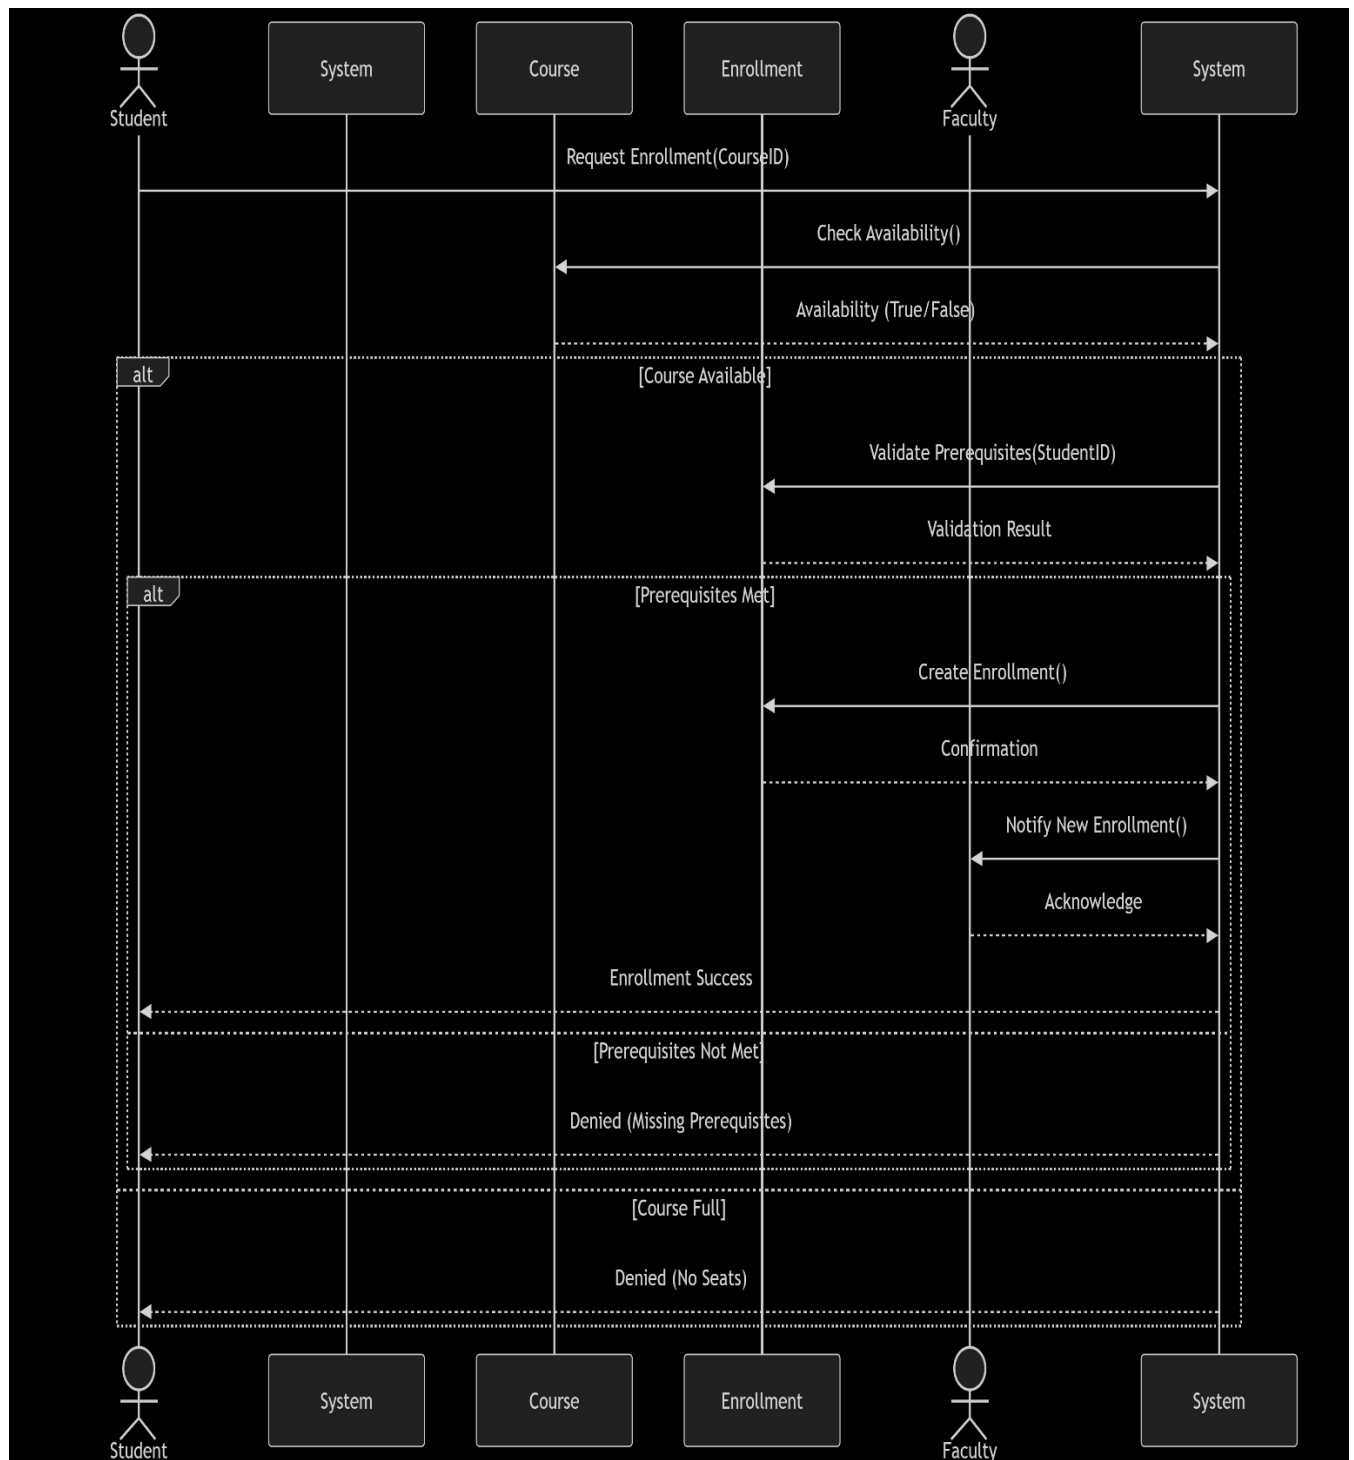 System
Course
Enrollment
System
Student
Faculty
Request Enrollment(CourseID)
Check Availability()
Availability (True/False)
alt
[Course Available]
Validate Prerequisites(StudentID)
Validation Result
alt
[Prerequisites Met]
Create Enrollment()
Confirmation
Notify New Enrollment()
Acknowledge
Enrollment Success
[Prerequisites Not Met]
Denied (Missing Prerequisites)
[Course Full]
Denied (No Seats)
System
Course
Enrollment
System
Student
Faculty